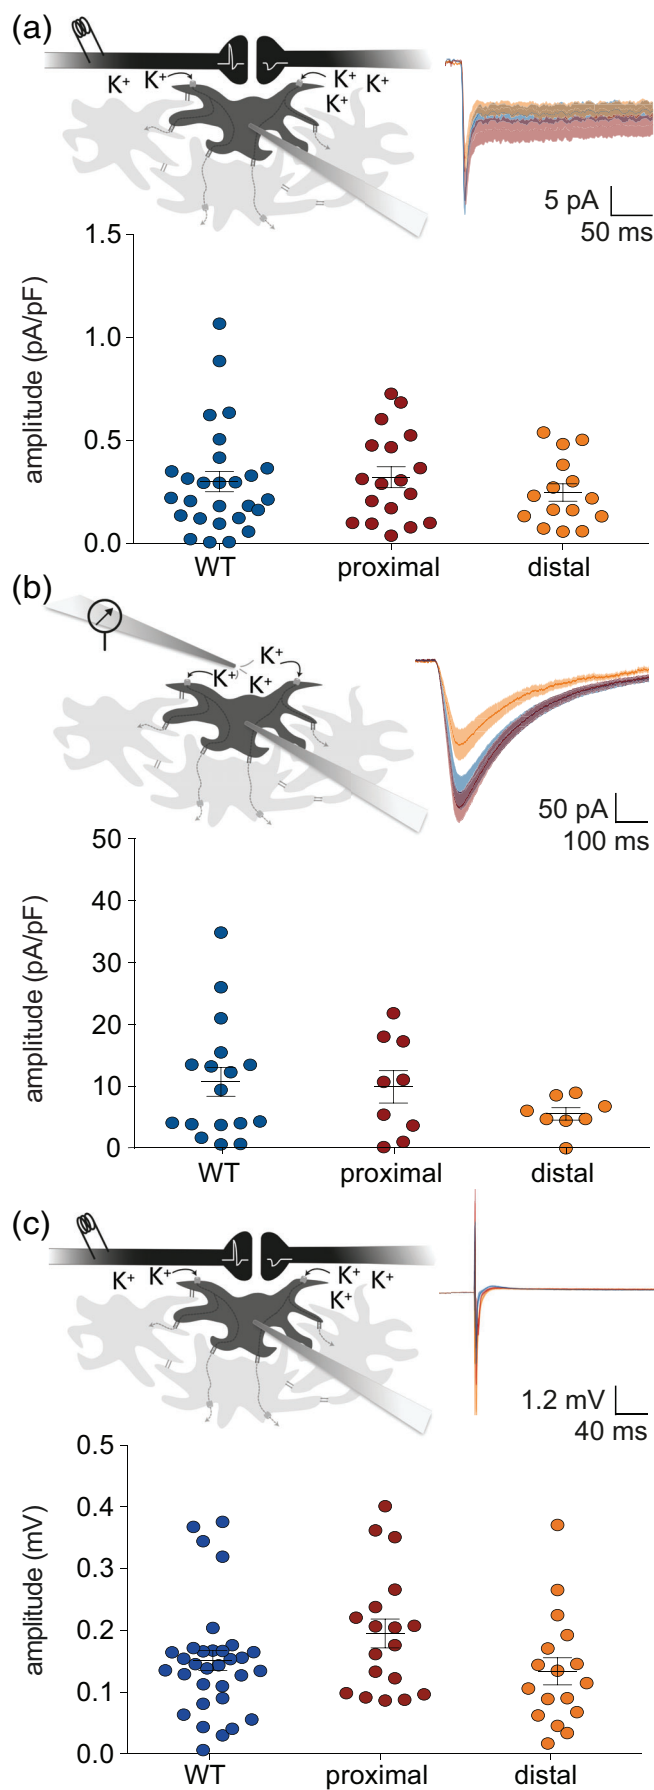 (a)
K+ K+ K+ K+
K+
5 pA
50 ms
amplitude (pA/pF)
1.5
1.0
0.5
0.0
WT proximal distal
(b)
K+
K+ K+
50 pA
100 ms
amplitude (pA/pF)
50
40
30
20
10
0
WT proximal distal
(c)
K+ K+ K+ K+
K+
1.2 mV
40 ms
amplitude (mV)
0.5
0.4
0.3
0.2
0.1
0.0
WT proximal distal